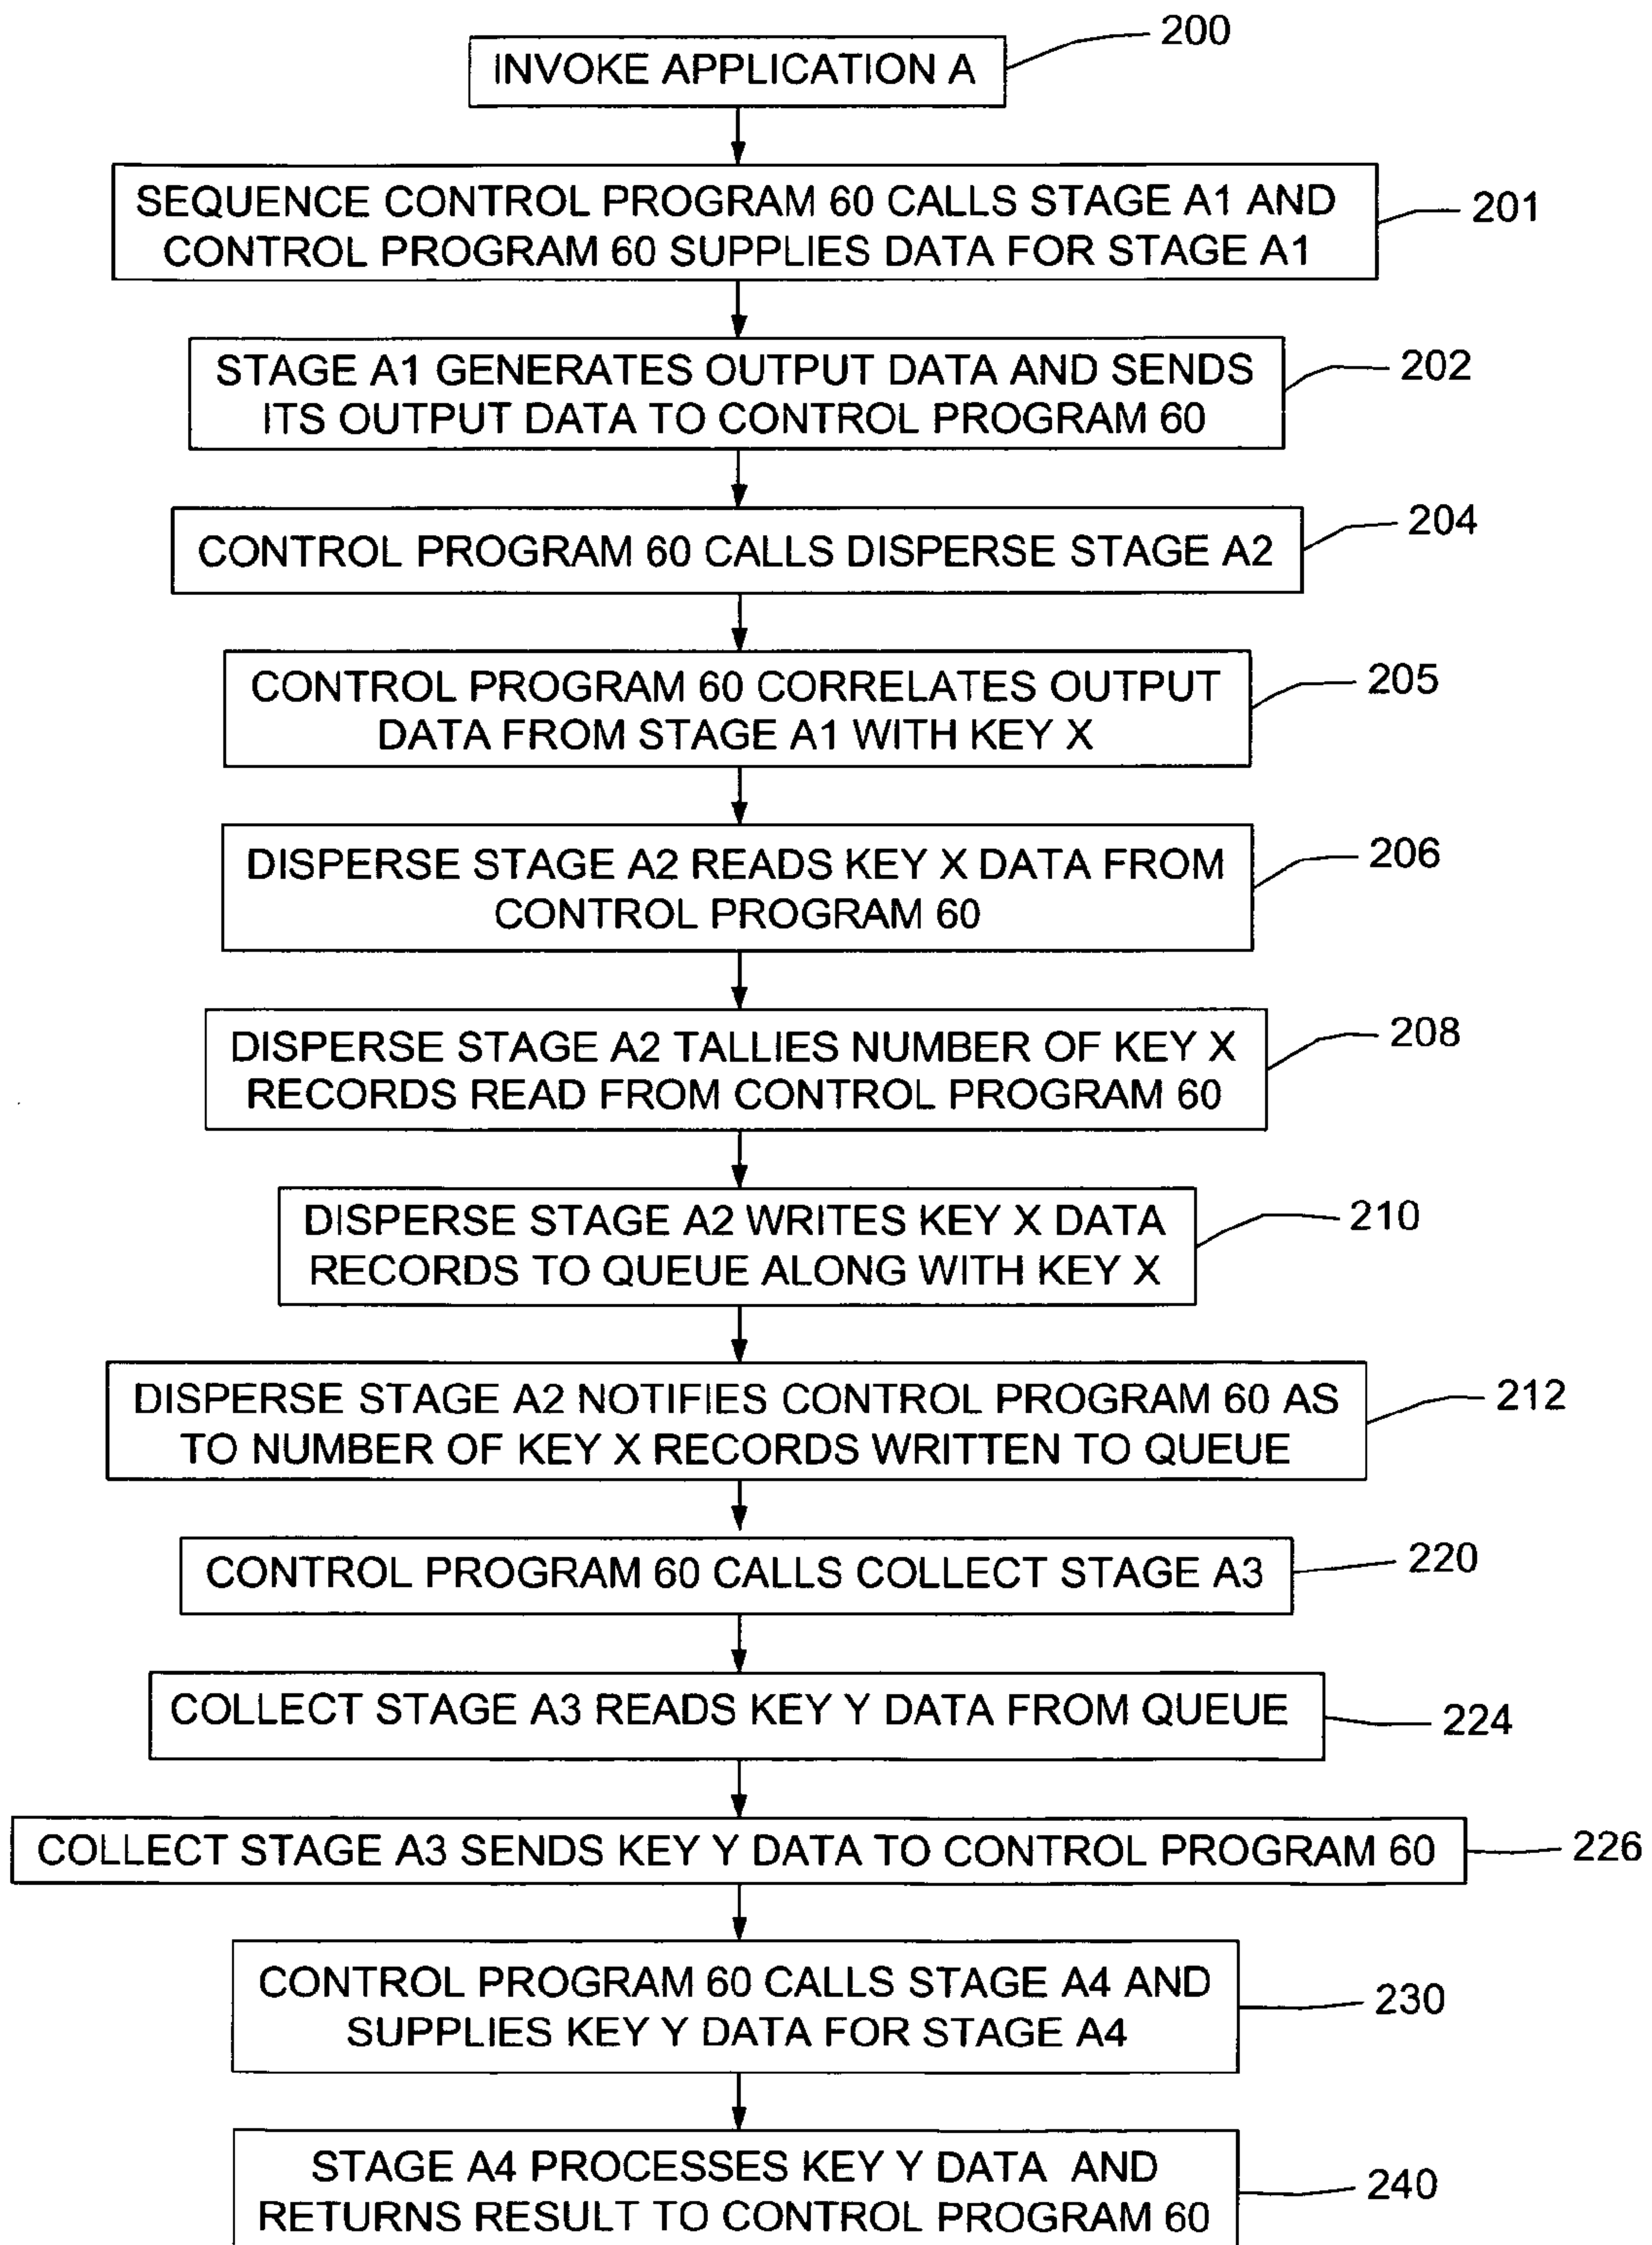 200
INVOKE APPLICATION A
SEQUENCE CONTROL PROGRAM 60 CALLS STAGE A1 AND
CONTROL PROGRAM 60 SUPPLIES DATA FOR STAGE A1
201
STAGE A1 GENERATES OUTPUT DATA AND SENDS
ITS OUTPUT DATA TO CONTROL PROGRAM 60
202
CONTROL PROGRAM 60 CALLS DISPERSE STAGE A2
204
CONTROL PROGRAM 60 CORRELATES OUTPUT
DATA FROM STAGE A1 WITH KEY X
205
DISPERSE STAGE A2 READS KEY X DATA FROM
CONTROL PROGRAM 60
206
DISPERSE STAGE A2 TALLIES NUMBER OF KEY X
RECORDS READ FROM CONTROL PROGRAM 60
208
DISPERSE STAGE A2 WRITES KEY X DATA
RECORDS TO QUEUE ALONG WITH KEY X
210
DISPERSE STAGE A2 NOTIFIES CONTROL PROGRAM 60 AS
TO NUMBER OF KEY X RECORDS WRITTEN TO QUEUE
212
CONTROL PROGRAM 60 CALLS COLLECT STAGE A3
220
COLLECT STAGE A3 READS KEY Y DATA FROM QUEUE
224
COLLECT STAGE A3 SENDS KEY Y DATA TO CONTROL PROGRAM 60
226
CONTROL PROGRAM 60 CALLS STAGE A4 AND
SUPPLIES KEY Y DATA FOR STAGE A4
230
STAGE A4 PROCESSES KEY Y DATA AND
RETURNS RESULT TO CONTROL PROGRAM 60
240